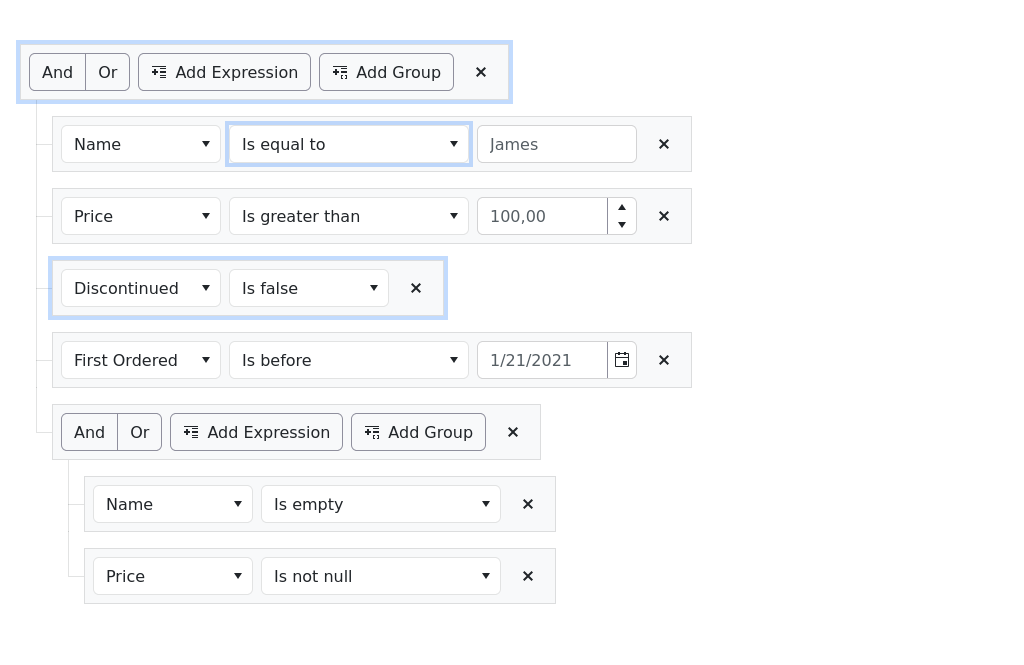 And Or Add Expression Add Group
Name Is equal to James
Price Is greater than 100,00
Discontinued Is false
First Ordered Is before 1/21/2021
And Or Add Expression Add Group
Name Is empty
Price Is not null